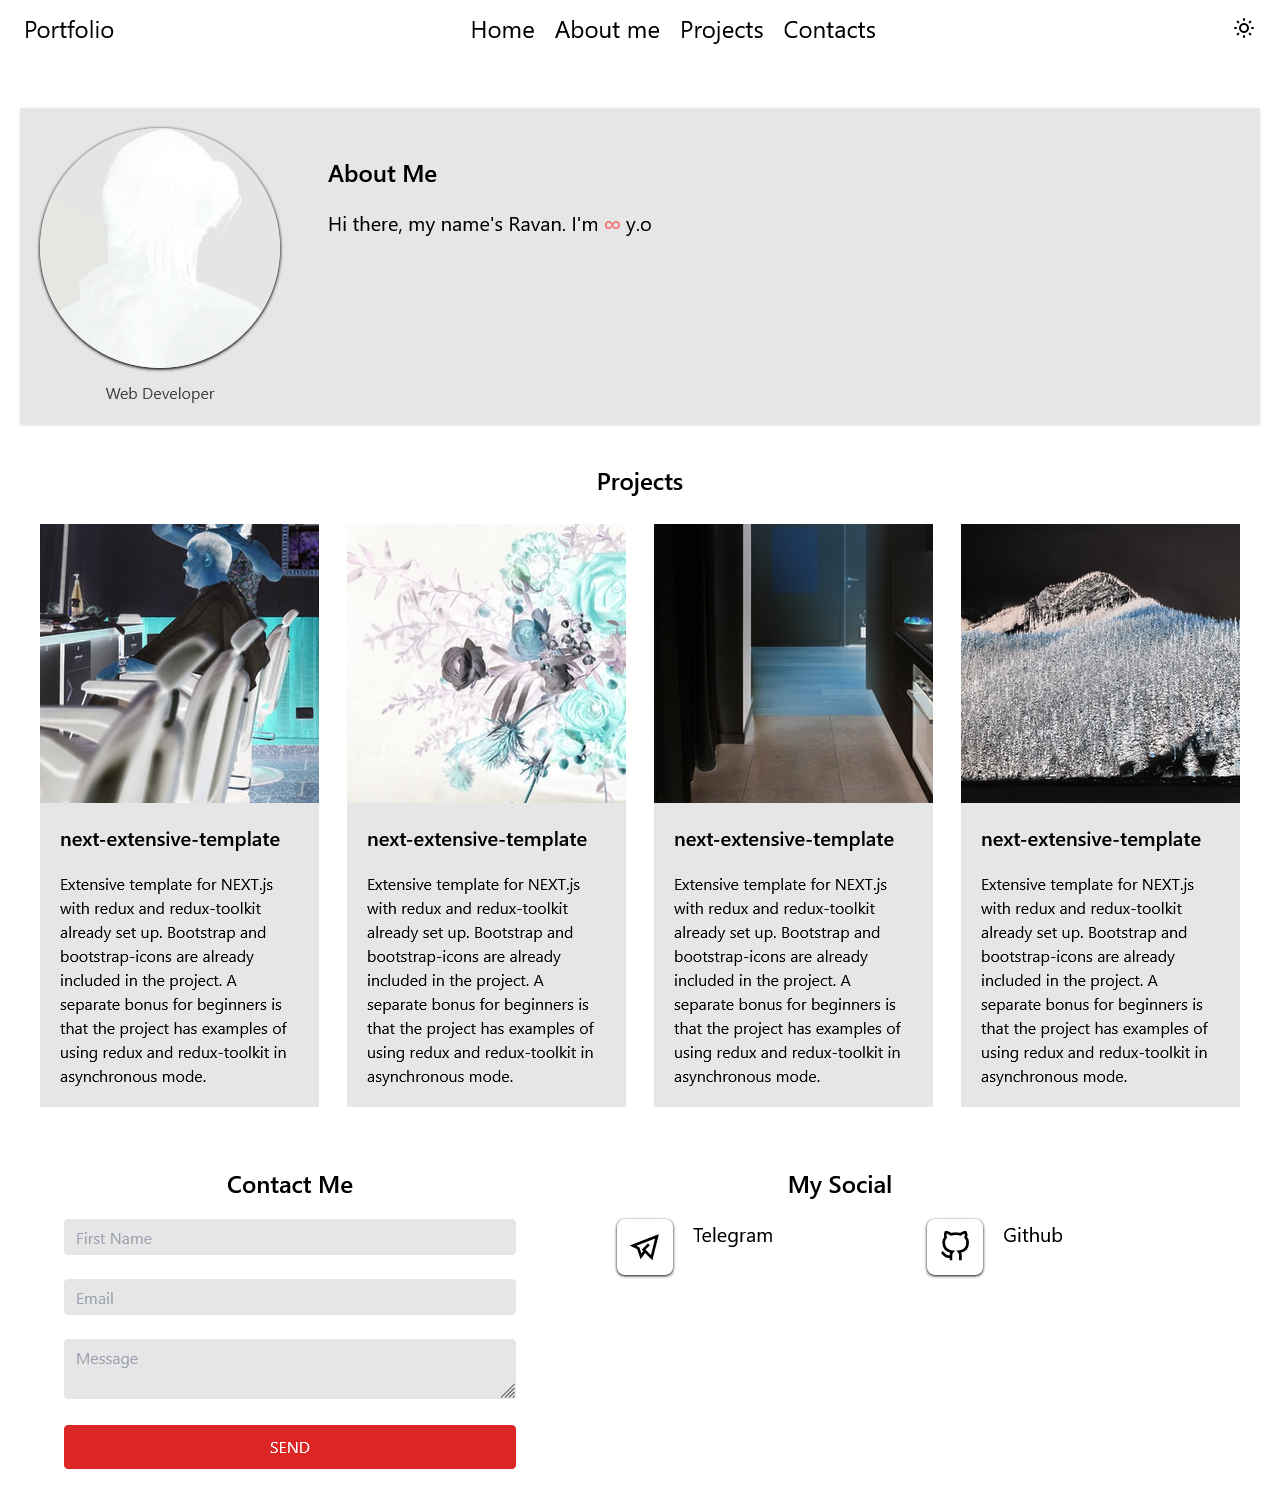 Portfolio
Home About me Projects Contacts
About Me
Hi there, my name's Ravan. I'm ∞ y.o
Web Developer
Projects
next-extensive-template
Extensive template for NEXT.js
with redux and redux-toolkit
already set up. Bootstrap and
bootstrap-icons are already
included in the project. A
separate bonus for beginners is
that the project has examples of
using redux and redux-toolkit in
asynchronous mode.
next-extensive-template
Extensive template for NEXT.js
with redux and redux-toolkit
already set up. Bootstrap and
bootstrap-icons are already
included in the project. A
separate bonus for beginners is
that the project has examples of
using redux and redux-toolkit in
asynchronous mode.
next-extensive-template
Extensive template for NEXT.js
with redux and redux-toolkit
already set up. Bootstrap and
bootstrap-icons are already
included in the project. A
separate bonus for beginners is
that the project has examples of
using redux and redux-toolkit in
asynchronous mode.
next-extensive-template
Extensive template for NEXT.js
with redux and redux-toolkit
already set up. Bootstrap and
bootstrap-icons are already
included in the project. A
separate bonus for beginners is
that the project has examples of
using redux and redux-toolkit in
asynchronous mode.
Contact Me
First Name
Email
Message
SEND
My Social
Telegram
Github